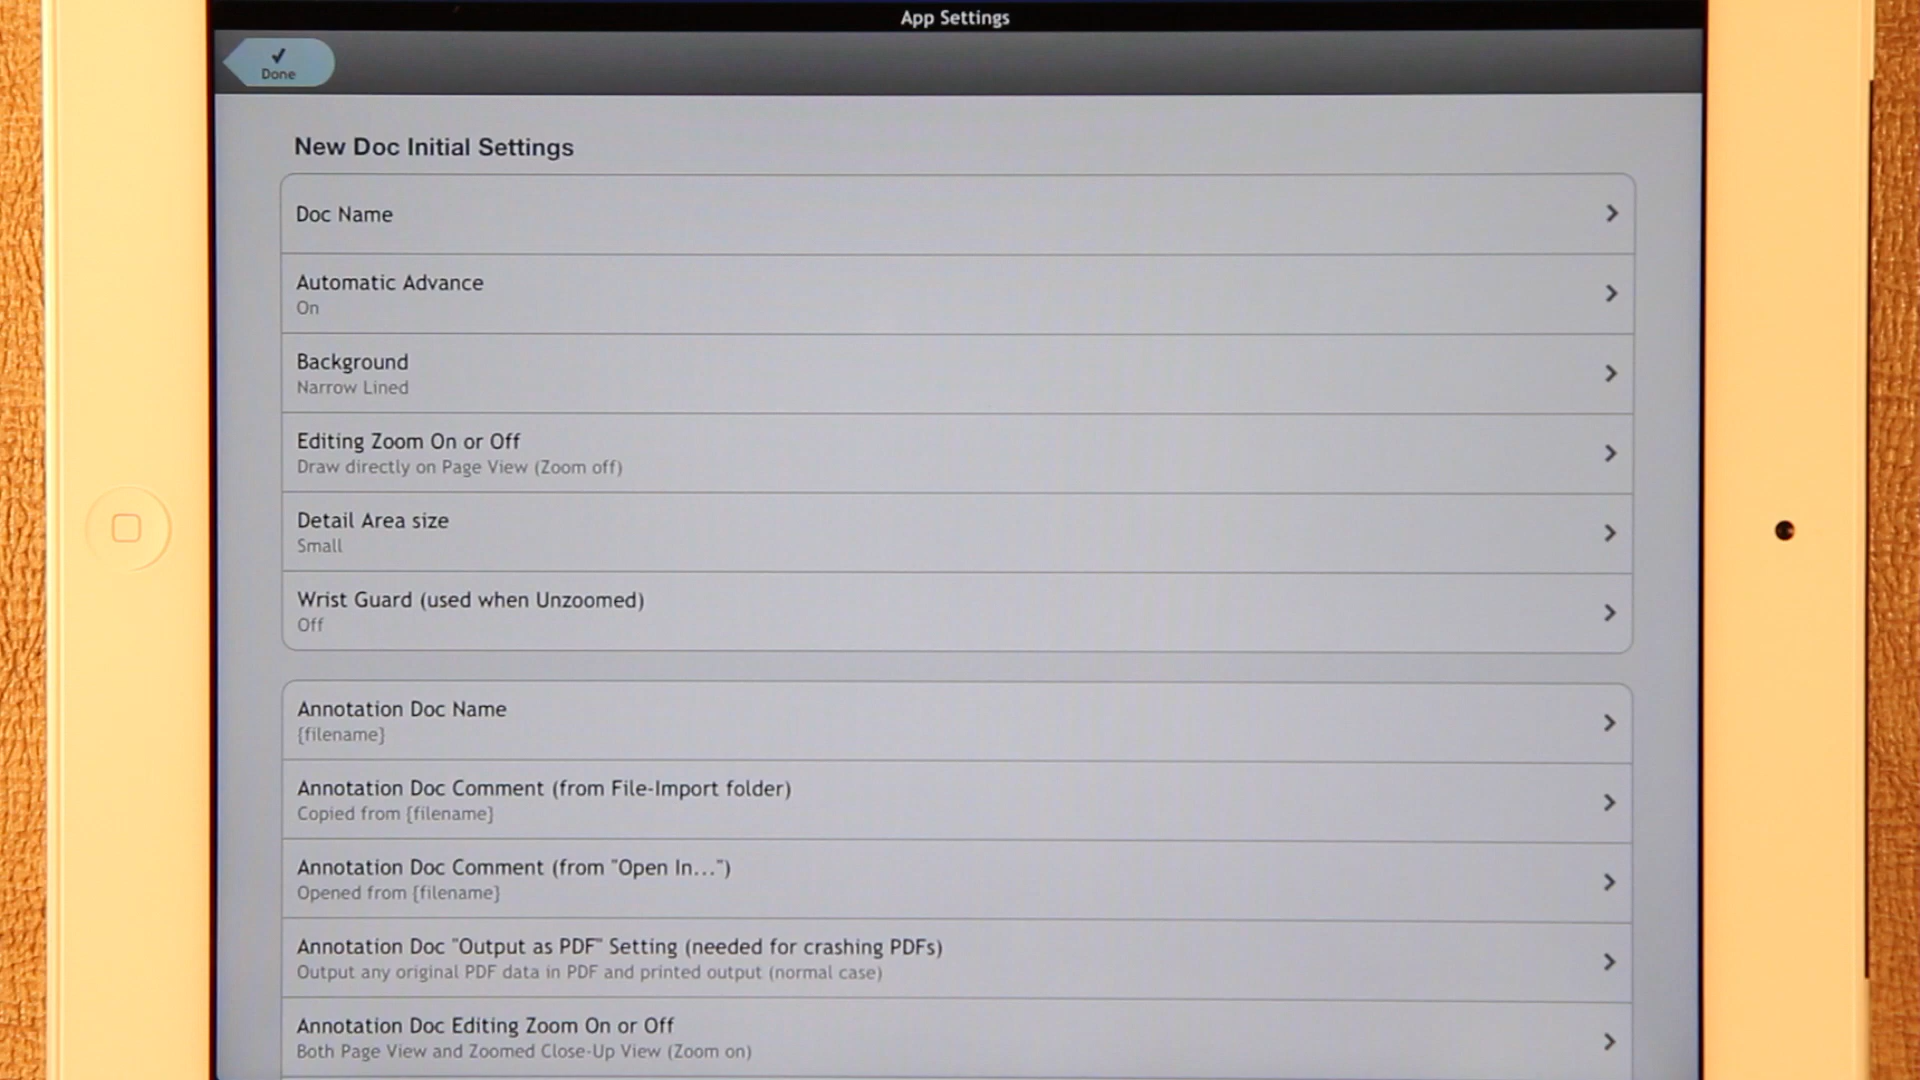 App Settings
✓
Done
New Doc Initial Settings
Doc Name
Automatic Advance
On
Background
Narrow Lined
Editing Zoom On or Off
Draw directly on Page View (Zoom off)
Detail Area size
Small
Wrist Guard (used when Unzoomed)
Off
Annotation Doc Name
{filename}
Annotation Doc Comment (from File-Import folder)
Copied from {filename}
Annotation Doc Comment (from "Open In...")
Opened from {filename}
Annotation Doc "Output as PDF" Setting (needed for crashing PDFs)
Output any original PDF data in PDF and printed output (normal case)
Annotation Doc Editing Zoom On or Off
Both Page View and Zoomed Close-Up View (Zoom on)